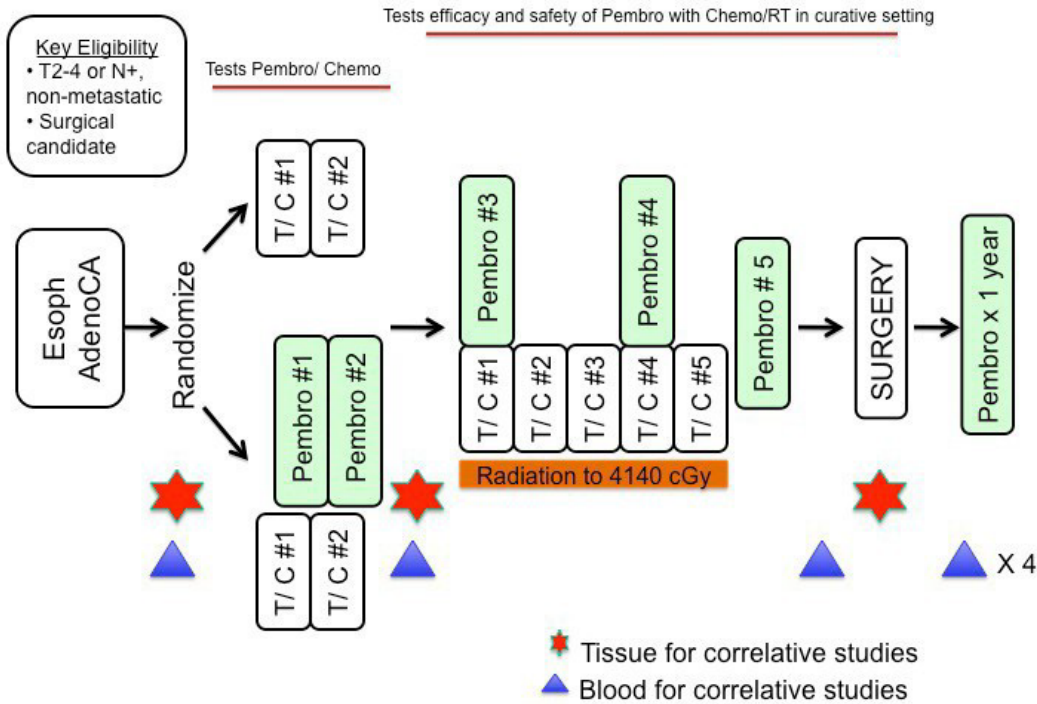 Tests efficacy and safety of Pembro with Chemo/RT in curative setting
Key Eligibility
• T2-4 or N+,
non-metastatic
• Surgical
candidate
Tests Pembro/ Chemo
T/ C #1
T/ C #2
Esoph
AdenoCA
Randomize
Pembro #1
Pembro #2
T/ C #1
T/ C #2
Pembro #3
Pembro #4
T/ C #1
T/ C #2
T/ C #3
T/ C #4
T/ C #5
Radiation to 4140 cGy
Pembro # 5
SURGERY
Pembro x 1 year
X 4
Tissue for correlative studies
Blood for correlative studies